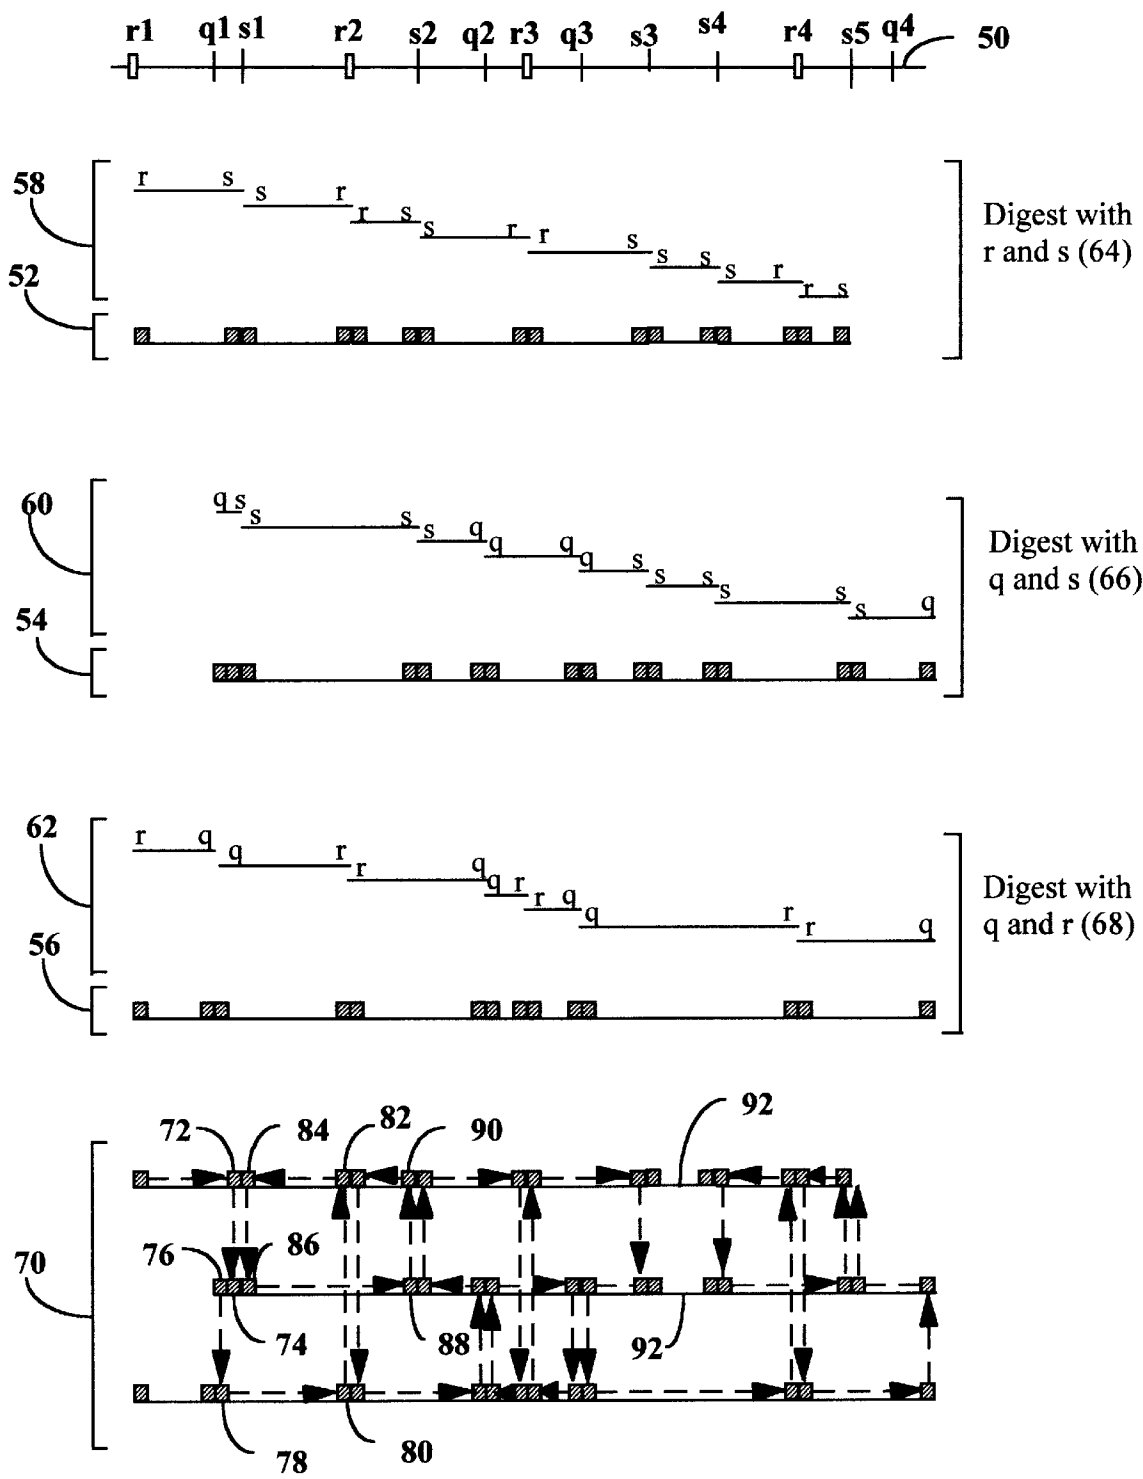 r1 q1 s1 r2 s2 q2 r3 q3 s3 s4 r4 s5 q4 50
58
r s
s r
r s
s r
r s
s s
s r
r s
Digest with
r and s (64)
52
60
q s
s s
s q
q q
q s
s s
s s
s q
Digest with
q and s (66)
54
62
r q
q r
r q
q r
r q
q r
r q
Digest with
q and r (68)
56
72 84 82 90 92
70
76 86
74 88 92
78 80